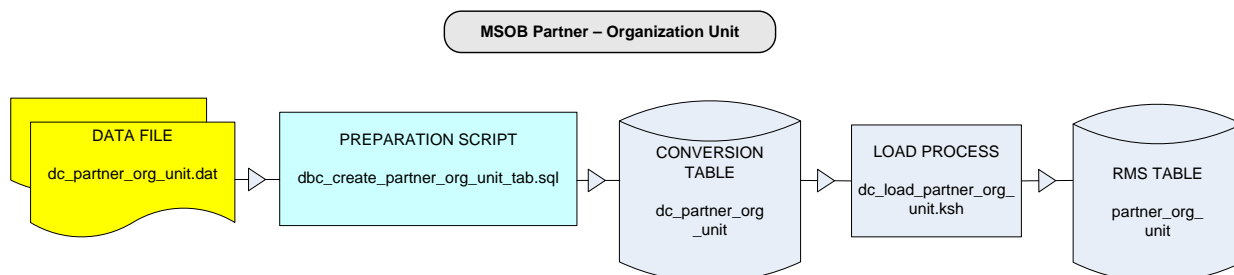 MSOB Partner – Organization Unit
DATA FILE
dc_partner_org_unit.dat
PREPARATION SCRIPT
dbc_create_partner_org_unit_tab.sql
CONVERSION
TABLE
dc_partner_org
_unit
LOAD PROCESS
dc_load_partner_org_
unit.ksh
RMS TABLE
partner_org_
unit